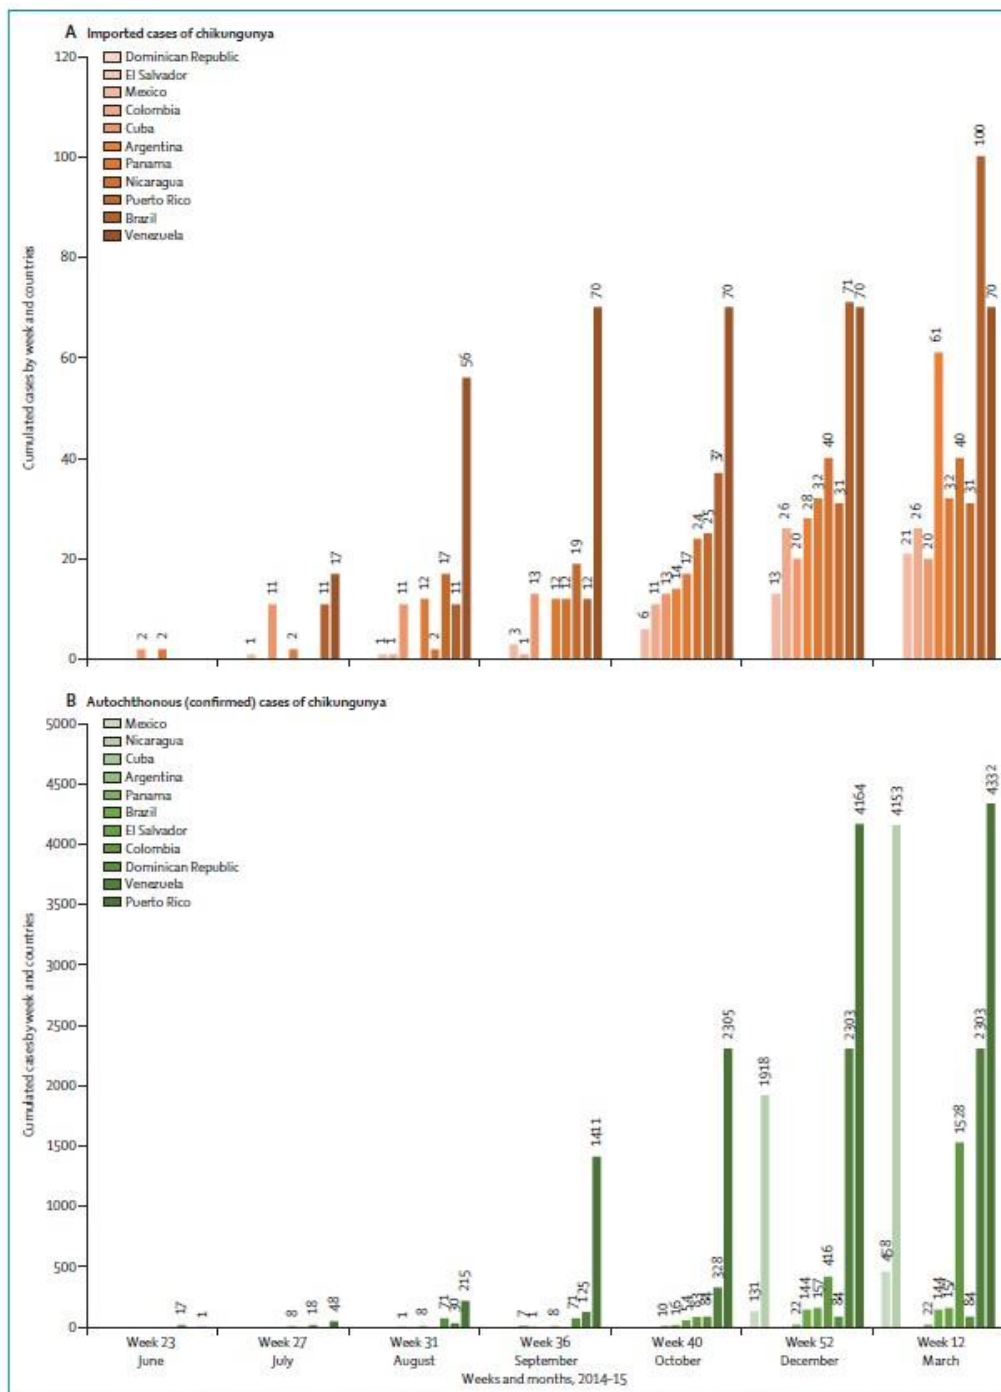 A Imported cases of chikungunya
120
100
80
60
40
20
0
Cumulated cases by week and countries
Dominican Republic
El Salvador
Mexico
Colombia
Cuba
Argentina
Panama
Nicaragua
Puerto Rico
Brazil
Venezuela
2 2
1 11 2 11 17
1 1 11 12 2 17 11 56
3 1 13 12 12 19 12 70
6 11 13 14 17 24 25 37 70
13 26 20 28 32 40 31 71 70
21 26 20 61 32 40 31 100 70
B Autochthonous (confirmed) cases of chikungunya
5000
4500
4000
3500
3000
2500
2000
1500
1000
500
0
Cumulated cases by week and countries
Mexico
Nicaragua
Cuba
Argentina
Panama
Brazil
El Salvador
Colombia
Dominican Republic
Venezuela
Puerto Rico
17 1
8 18 48
1 8 71 30 215
7 1 8 71 125 1411
10 16 84 328 2305
131 1918 22 144 157 416 84 2303 4164
458 4153 22 144 157 1528 84 2303 4332
Week 23 Week 27 Week 31 Week 36 Week 40 Week 52 Week 12
June July August September October December March
Weeks and months, 2014–15